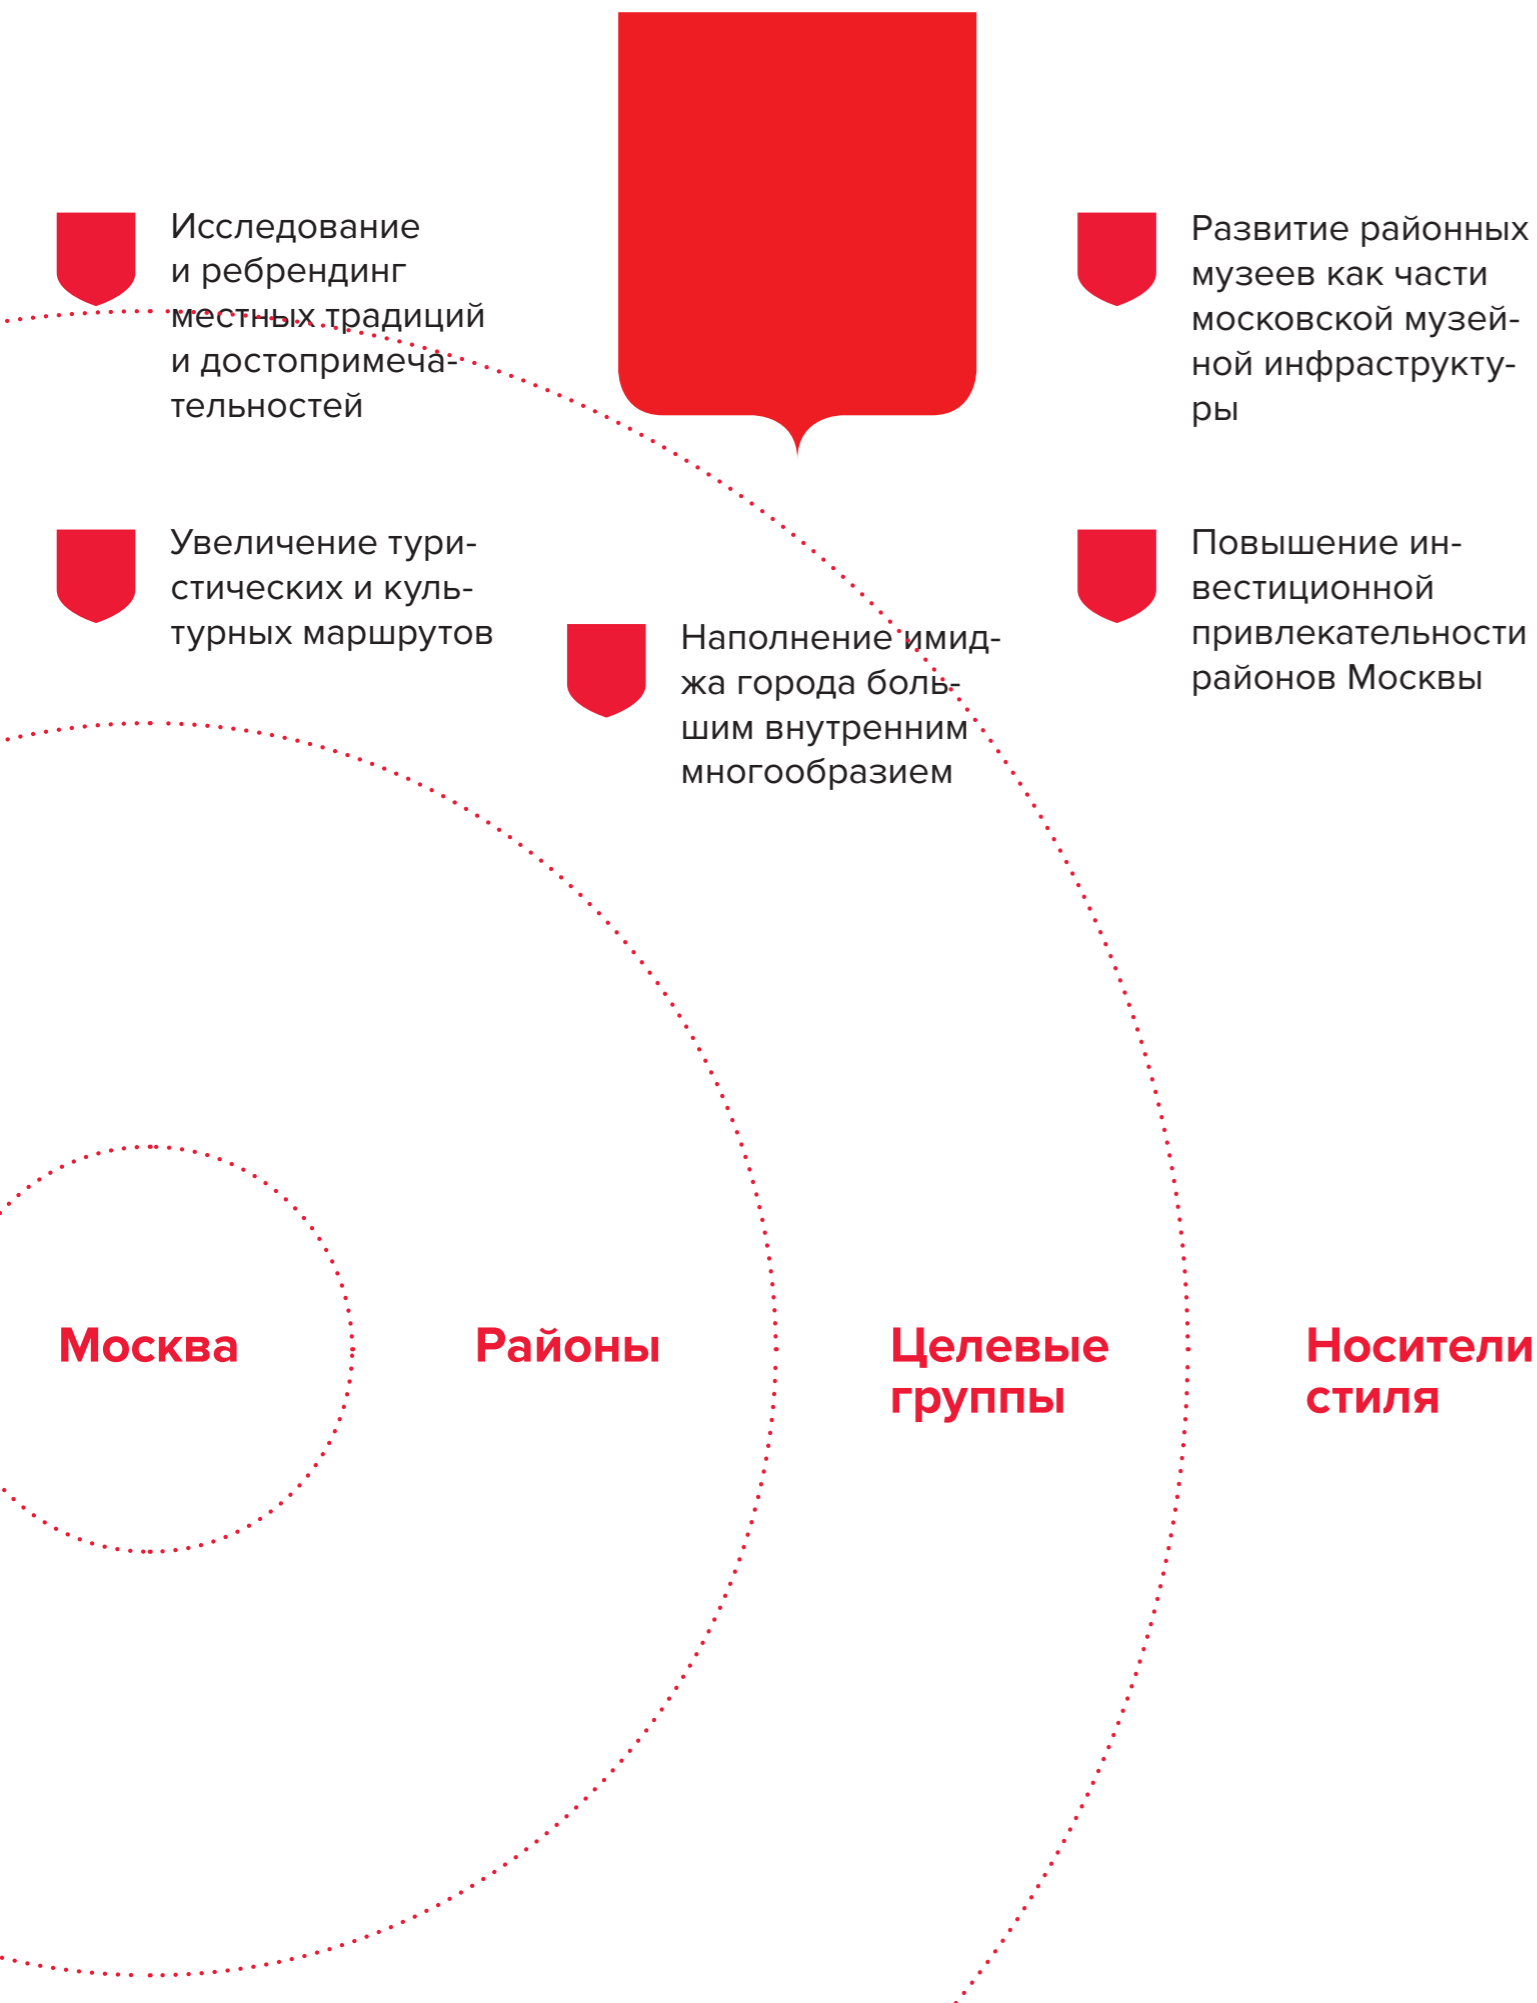 Исследование
и ребрендинг
местных традиций
и достопримеча-
тельностей
Увеличение тури-
стических и куль-
турных маршрутов
Наполнение имид-
жа города боль-
шим внутренним
многообразием
Развитие районных
музеев как части
московской музей-
ной инфраструкту-
ры
Повышение ин-
вестиционной
привлекательности
районов Москвы
Москва
Районы
Целевые
группы
Носители
стиля